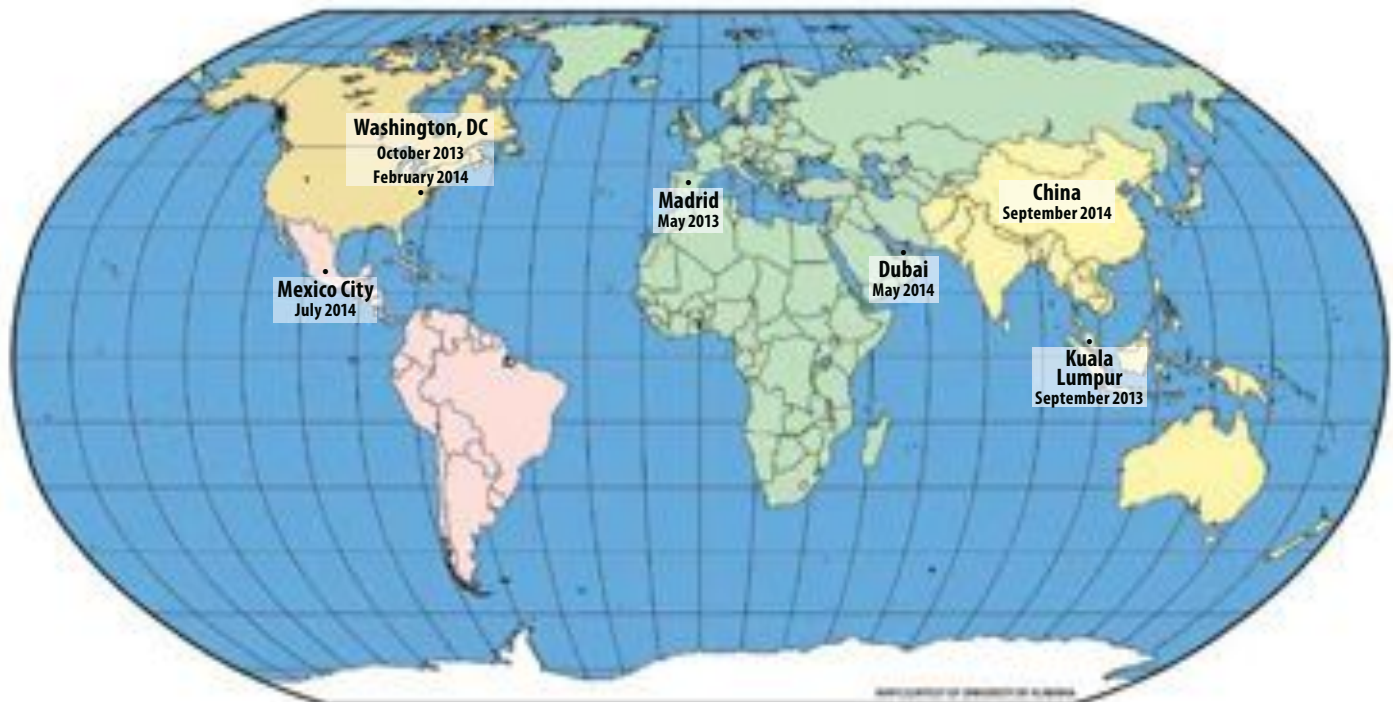 Washington, DC
October 2013
February 2014
Madrid
May 2013
China
September 2014
Dubai
May 2014
Mexico City
July 2014
Kuala
Lumpur
September 2013